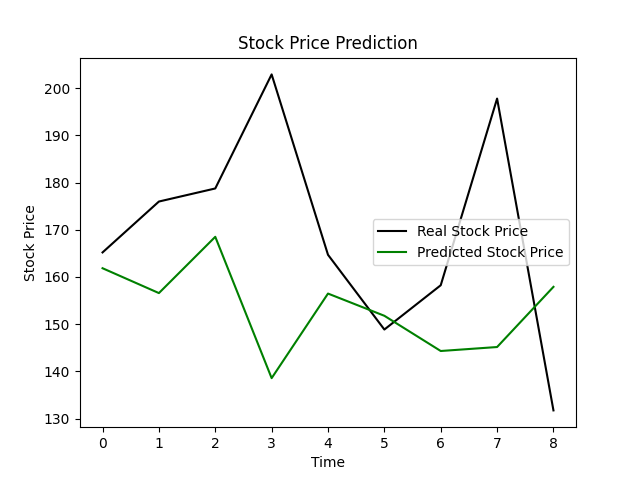 Stock Price Prediction
Stock Price
200
190
180
170
160
150
140
130
Real Stock Price
Predicted Stock Price
0 1 2 3 4 5 6 7 8
Time